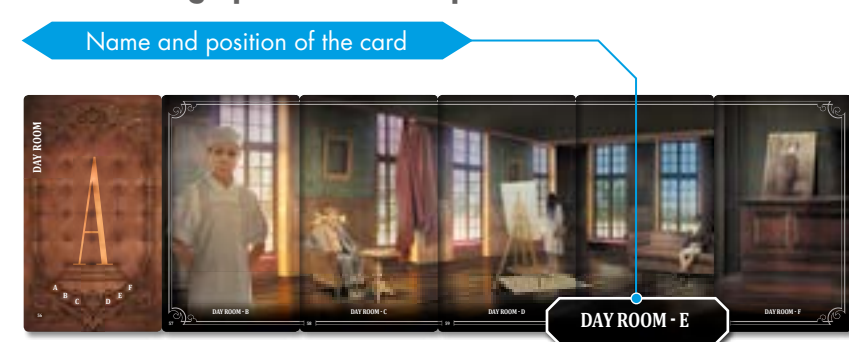 Name and position of the card
DAY ROOM
A
A B C D E F
DAY ROOM - B
DAY ROOM - C
DAY ROOM - D
DAY ROOM - E
DAY ROOM - F